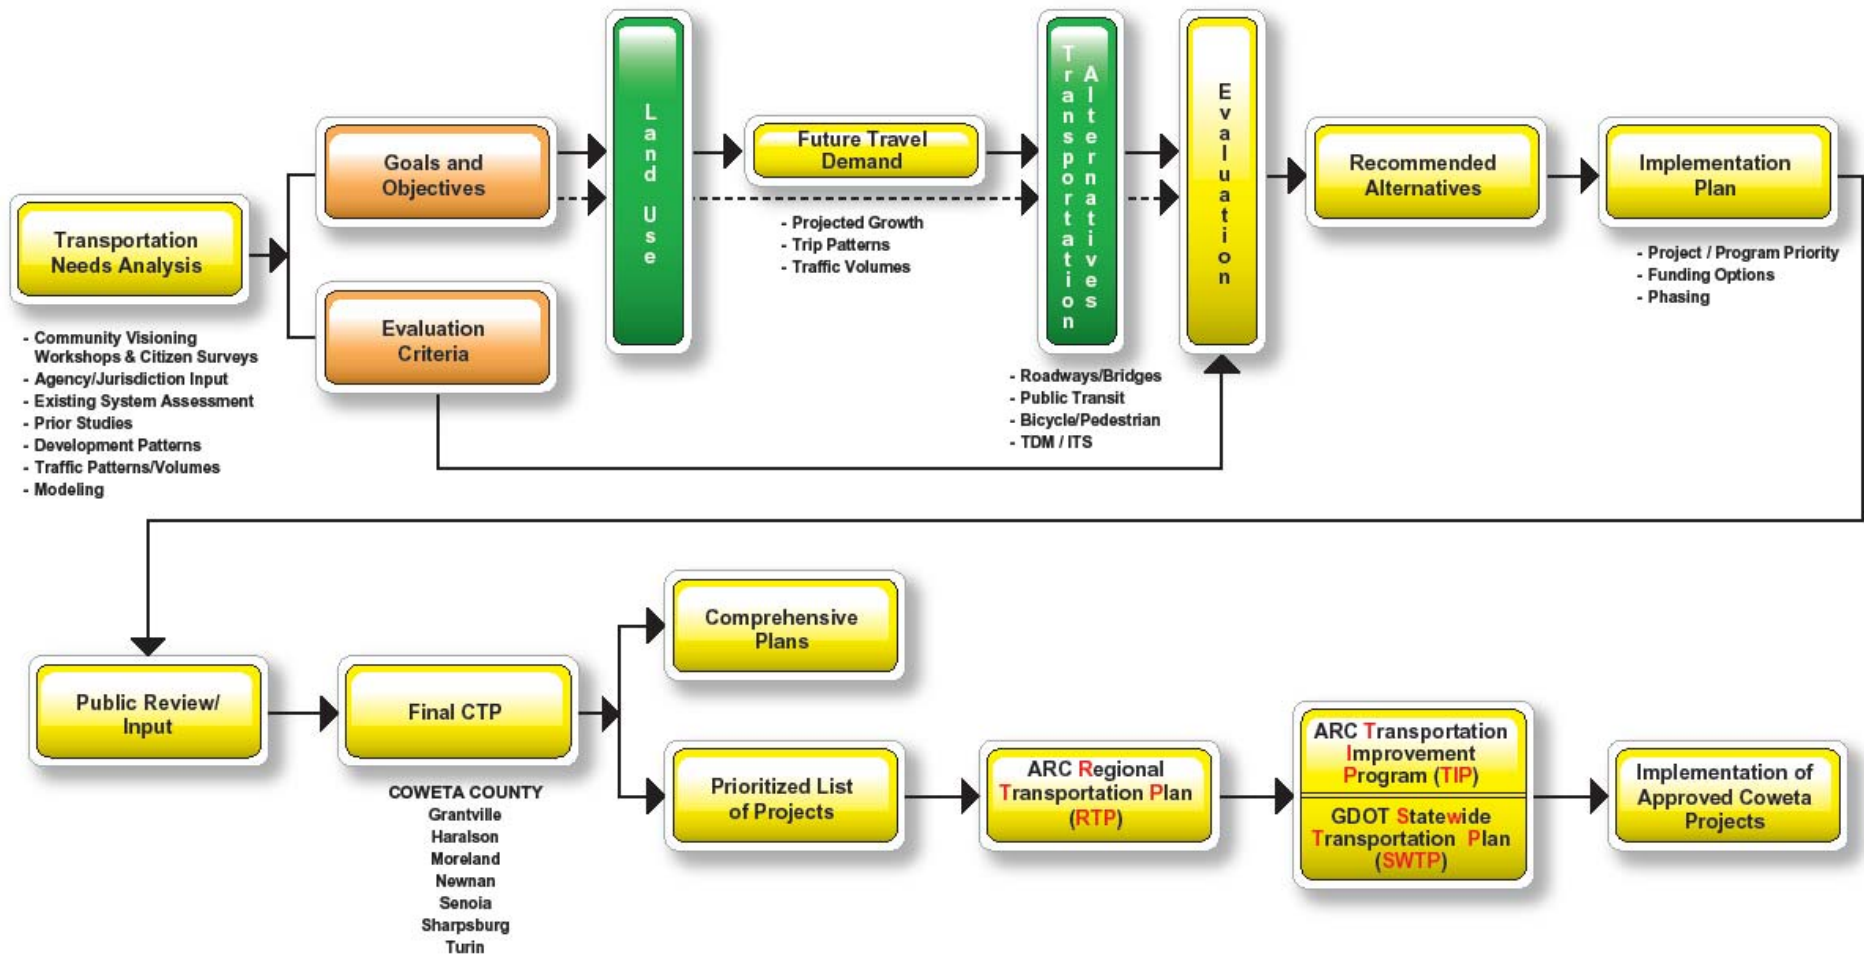 Transportation
Needs Analysis
- Community Visioning
Workshops & Citizen Surveys
- Agency/Jurisdiction Input
- Existing System Assessment
- Prior Studies
- Development Patterns
- Traffic Patterns/Volumes
- Modeling
Goals and
Objectives
Evaluation
Criteria
Land Use
Future Travel
Demand
- Projected Growth
- Trip Patterns
- Traffic Volumes
Transportation
Alternatives
- Roadways/Bridges
- Public Transit
- Bicycle/Pedestrian
- TDM / ITS
Evaluation
Recommended
Alternatives
Implementation
Plan
- Project / Program Priority
- Funding Options
- Phasing
Public Review/
Input
Final CTP
COWETA COUNTY
Grantville
Haralson
Moreland
Newnan
Senoia
Sharpsburg
Turin
Comprehensive
Plans
Prioritized List
of Projects
ARC Regional
Transportation Plan
(RTP)
ARC Transportation
Improvement
Program (TIP)
GDOT Statewide
Transportation Plan
(SWTP)
Implementation of
Approved Coweta
Projects